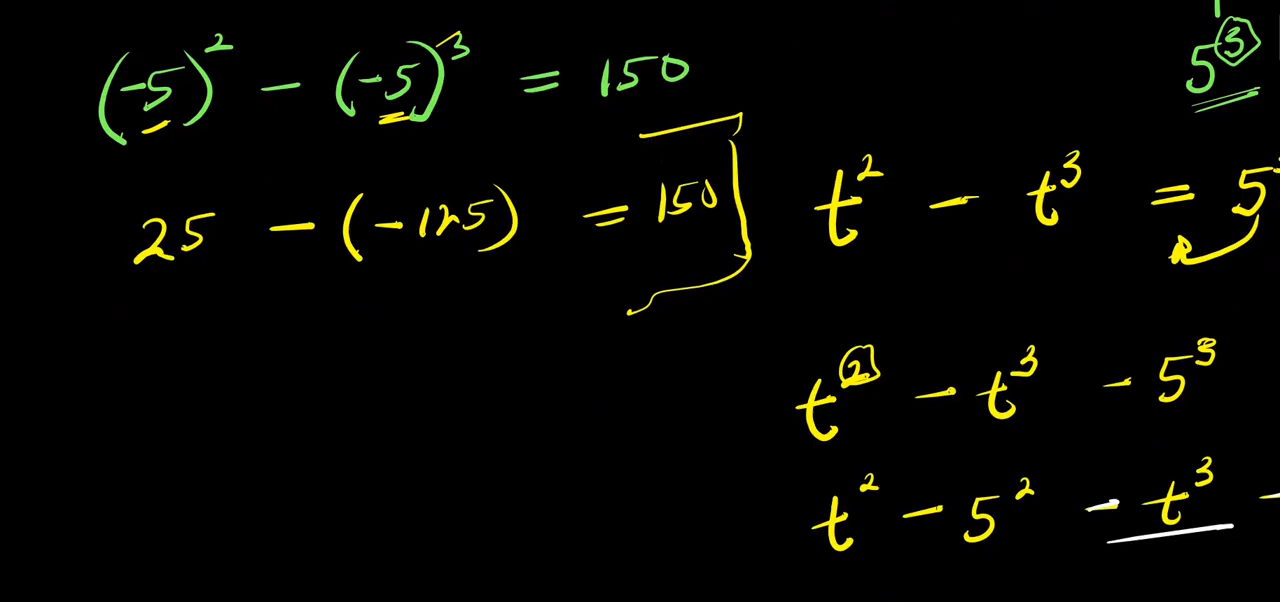 (-5)² - (-5)³ = 150
5³
25 - (-125) = 150
t² - t³ = 5
t² - t³ - 5³
t² - 5² - t³ -